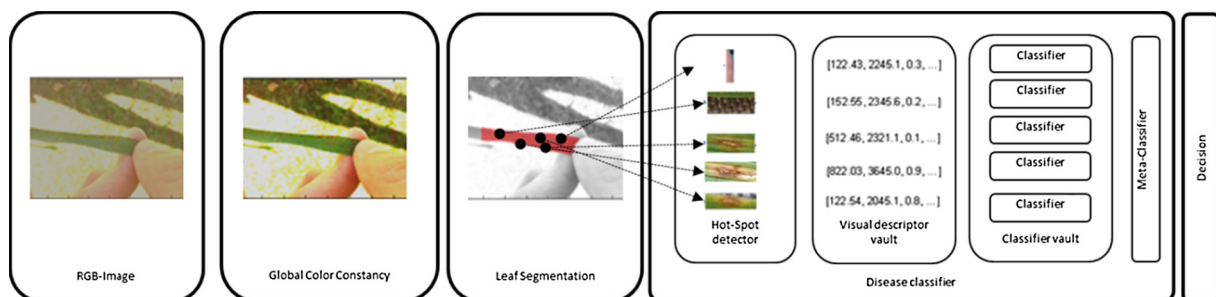 RGB-Image
Global Color Constancy
Leaf Segmentation
Hot-Spot
detector
[122.43, 2245.1, 0.3, ...]
[152.55, 2345.6, 0.2, ...]
[512.46, 2321.1, 0.1, ...]
[822.03, 3645.0, 0.9, ...]
[122.54, 2045.1, 0.8, ...]
Visual descriptor
vault
Classifier
Classifier
Classifier
Classifier
Classifier
Classifier vault
Disease classifier
Meta-Classifier
Decision